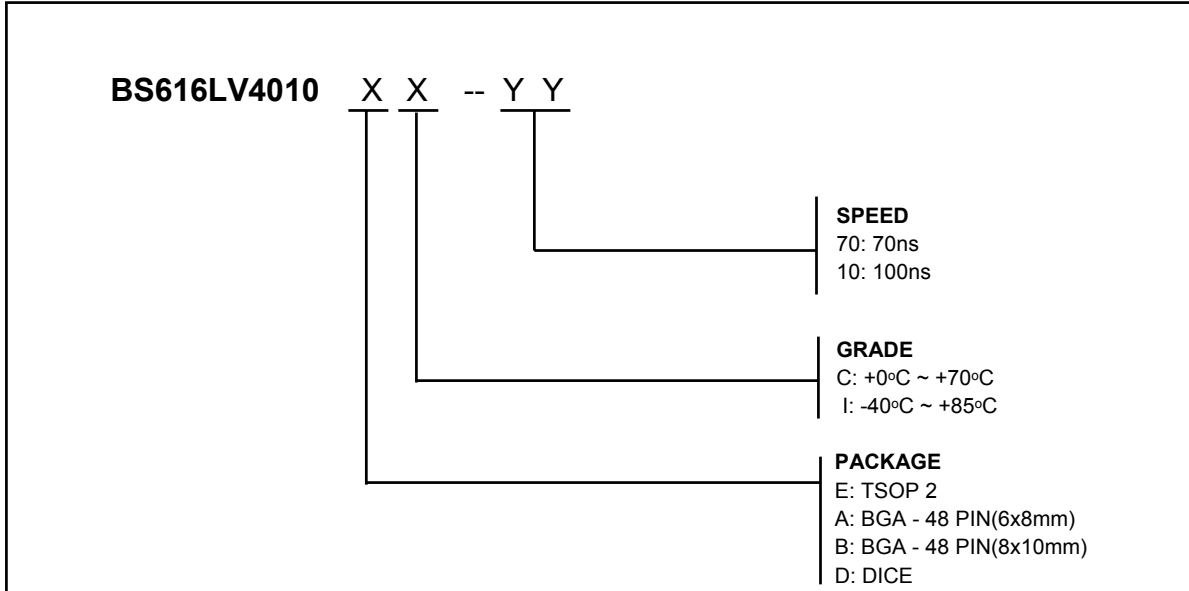 BS616LV4010 X X -- Y Y
SPEED
70: 70ns
10: 100ns
GRADE
C: +0oC ~ +70oC
I: -40oC ~ +85oC
PACKAGE
E: TSOP 2
A: BGA - 48 PIN(6x8mm)
B: BGA - 48 PIN(8x10mm)
D: DICE